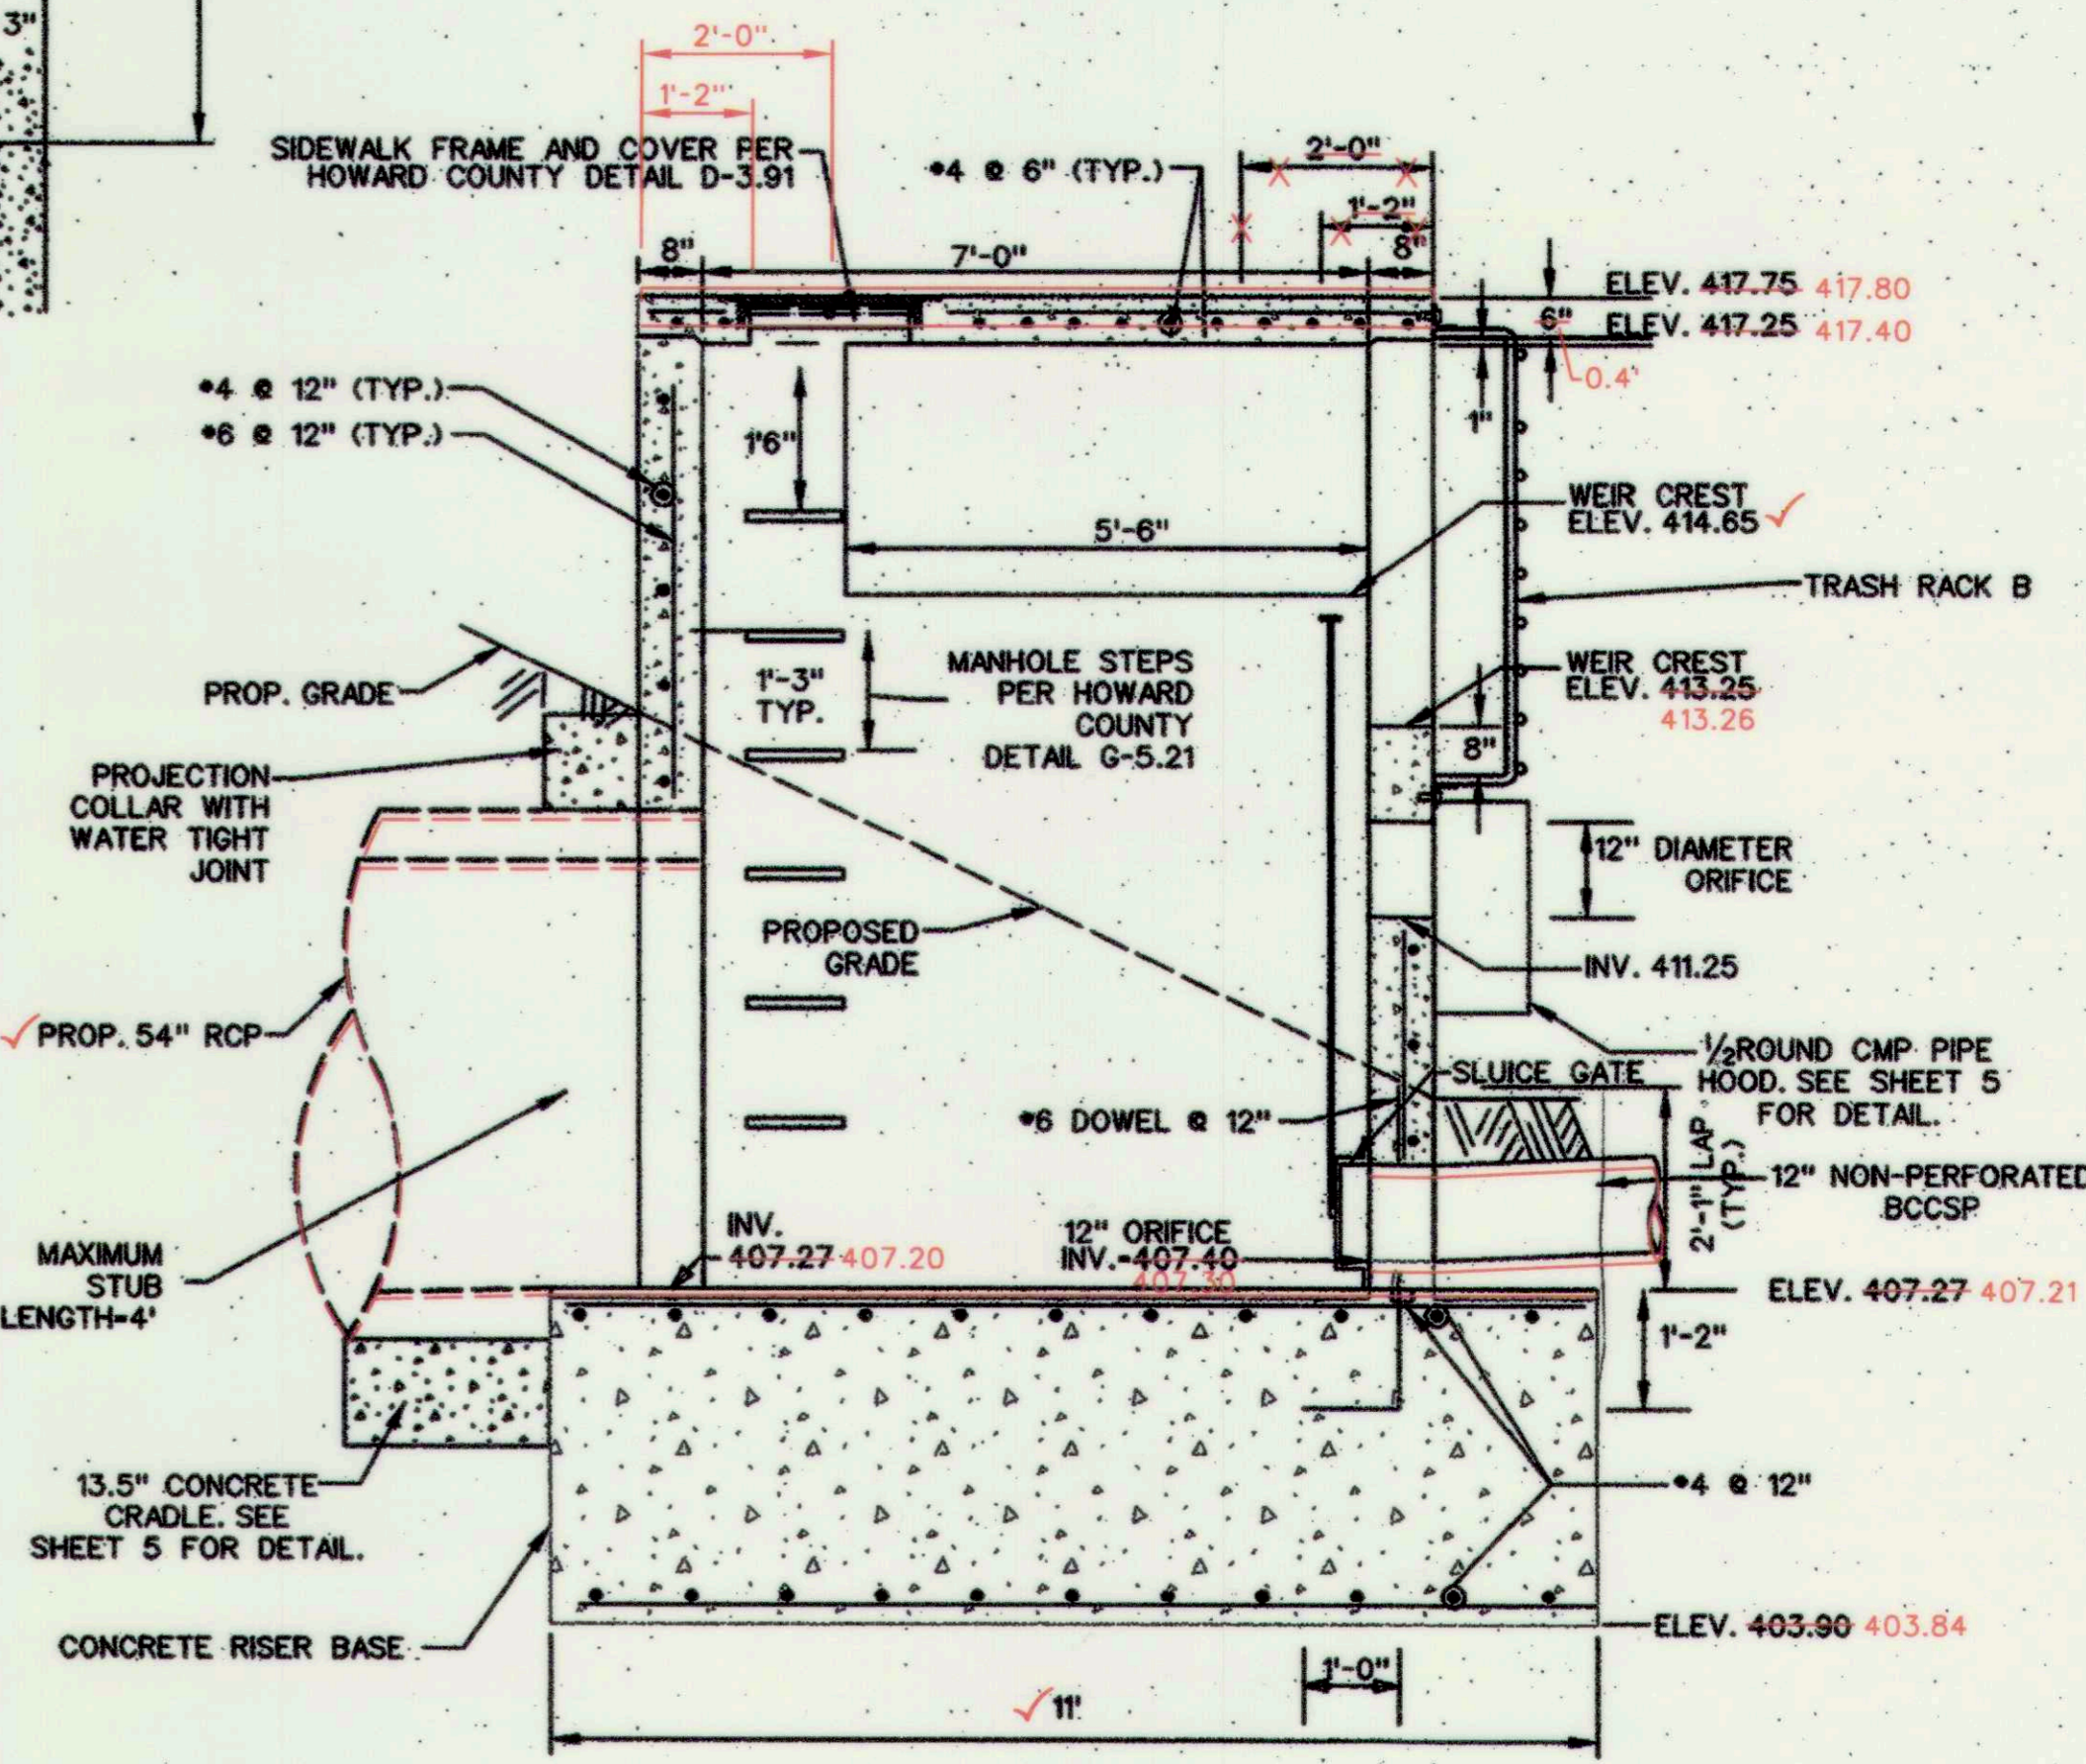 3"
2'-0"
1'-2"
SIDEWALK FRAME AND COVER PER
HOWARD COUNTY DETAIL D-3.91
•4 @ 6" (TYP.)
2'-0"
1'-2"
8"
7'-0"
8"
ELEV. 417.75 417.80
6"
ELEV. 417.25 417.40
0.4'
1"
•4 @ 12" (TYP.)
•6 @ 12" (TYP.)
1'6"
WEIR CREST
ELEV. 414.65 ✓
5'-6"
TRASH RACK B
PROP. GRADE
1'-3"
TYP.
MANHOLE STEPS
PER HOWARD
COUNTY
DETAIL G-5.21
WEIR CREST
ELEV. 413.25
413.26
8"
PROJECTION
COLLAR WITH
WATER TIGHT
JOINT
12" DIAMETER
ORIFICE
PROPOSED
GRADE
INV. 411.25
✓ PROP. 54" RCP
½ROUND CMP PIPE
HOOD. SEE SHEET 5
FOR DETAIL.
SLUICE GATE
•6 DOWEL @ 12"
2'-1" LAP
(TYP.)
12" NON-PERFORATED
BCCSP
MAXIMUM
STUB
LENGTH-4'
INV.
407.27 407.20
12" ORIFICE
INV.-407.40
407.30
ELEV. 407.27 407.21
1'-2"
13.5" CONCRETE
CRADLE. SEE
SHEET 5 FOR DETAIL.
•4 @ 12"
CONCRETE RISER BASE
ELEV. 403.90 403.84
1'-0"
✓ 11'